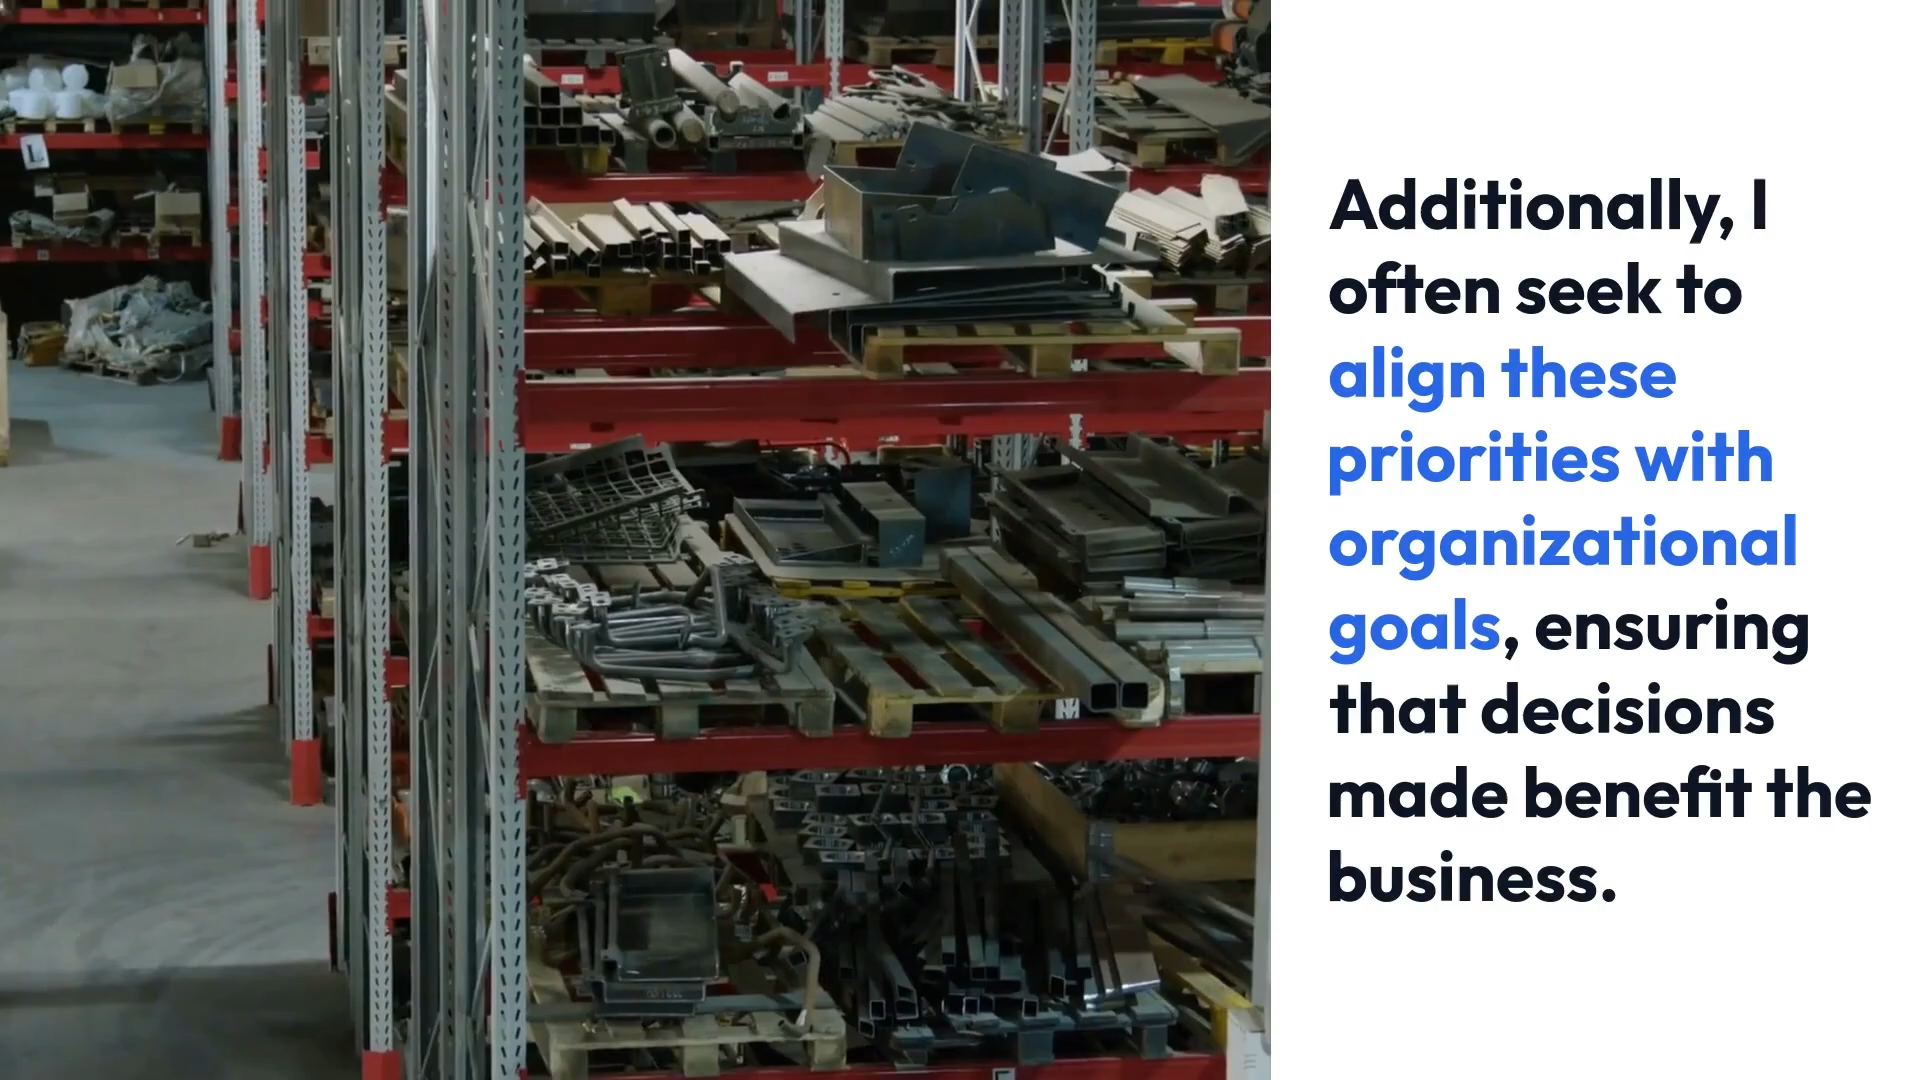 L
Additionally, I
often seek to
align these
priorities with
organizational
goals, ensuring
that decisions
made benefit the
business.